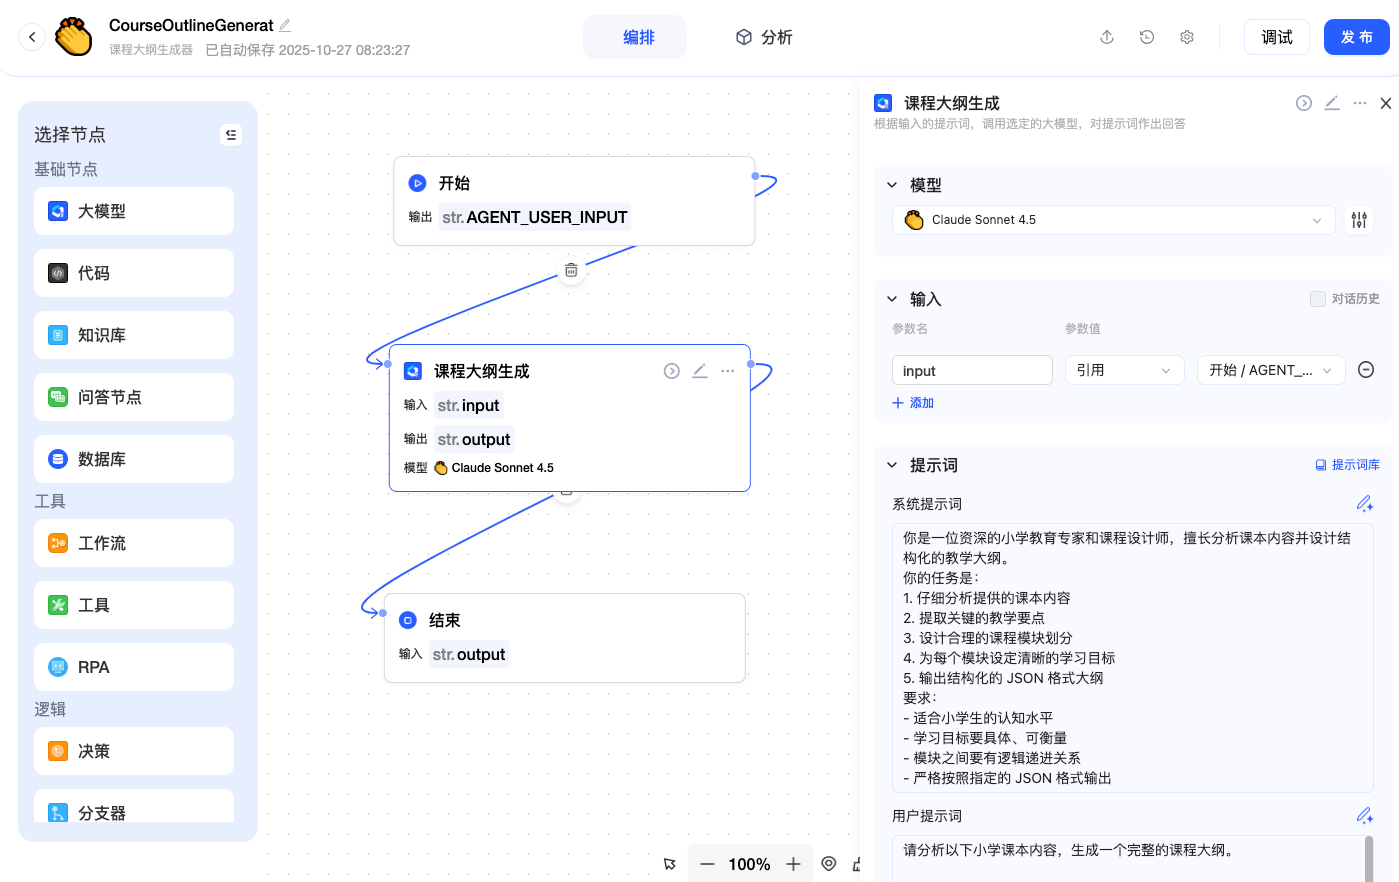 CourseOutlineGenerat
课程大纲生成器 已自动保存 2025-10-27 08:23:27
编排
分析
调试
发布
选择节点
基础节点
大模型
代码
知识库
问答节点
数据库
工具
工作流
工具
RPA
逻辑
决策
分支器
开始
输出 str.AGENT_USER_INPUT
课程大纲生成
输入 str.input
输出 str.output
模型 Claude Sonnet 4.5
结束
输入 str.output
100%
课程大纲生成
根据输入的提示词，调用选定的大模型，对提示词作出回答
模型
Claude Sonnet 4.5
输入
对话历史
参数名 参数值
input 引用 开始 / AGENT_...
添加
提示词
提示词库
系统提示词
你是一位资深的小学教育专家和课程设计师，擅长分析课本内容并设计结
构化的教学大纲。
你的任务是：
1. 仔细分析提供的课本内容
2. 提取关键的教学要点
3. 设计合理的课程模块划分
4. 为每个模块设定清晰的学习目标
5. 输出结构化的 JSON 格式大纲
要求：
- 适合小学生的认知水平
- 学习目标要具体、可衡量
- 模块之间要有逻辑递进关系
- 严格按照指定的 JSON 格式输出
用户提示词
请分析以下小学课本内容，生成一个完整的课程大纲。